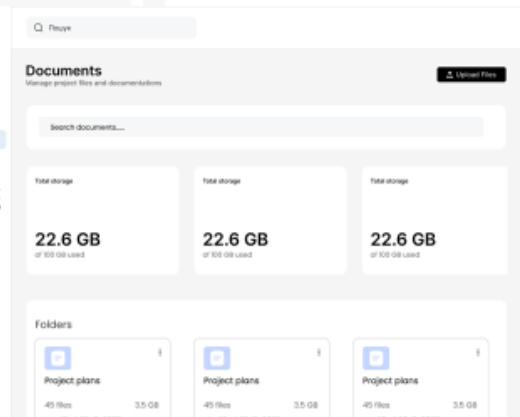 Пошук
Documents
Manage project files and documentations
Upload Files
Search documents....
Total storage Total storage Total storage
22.6 GB 22.6 GB 22.6 GB
of 100 GB used of 100 GB used of 100 GB used
Folders
Project plans Project plans Project plans
45 files 3.5 GB 45 files 3.5 GB 45 files 3.5 GB